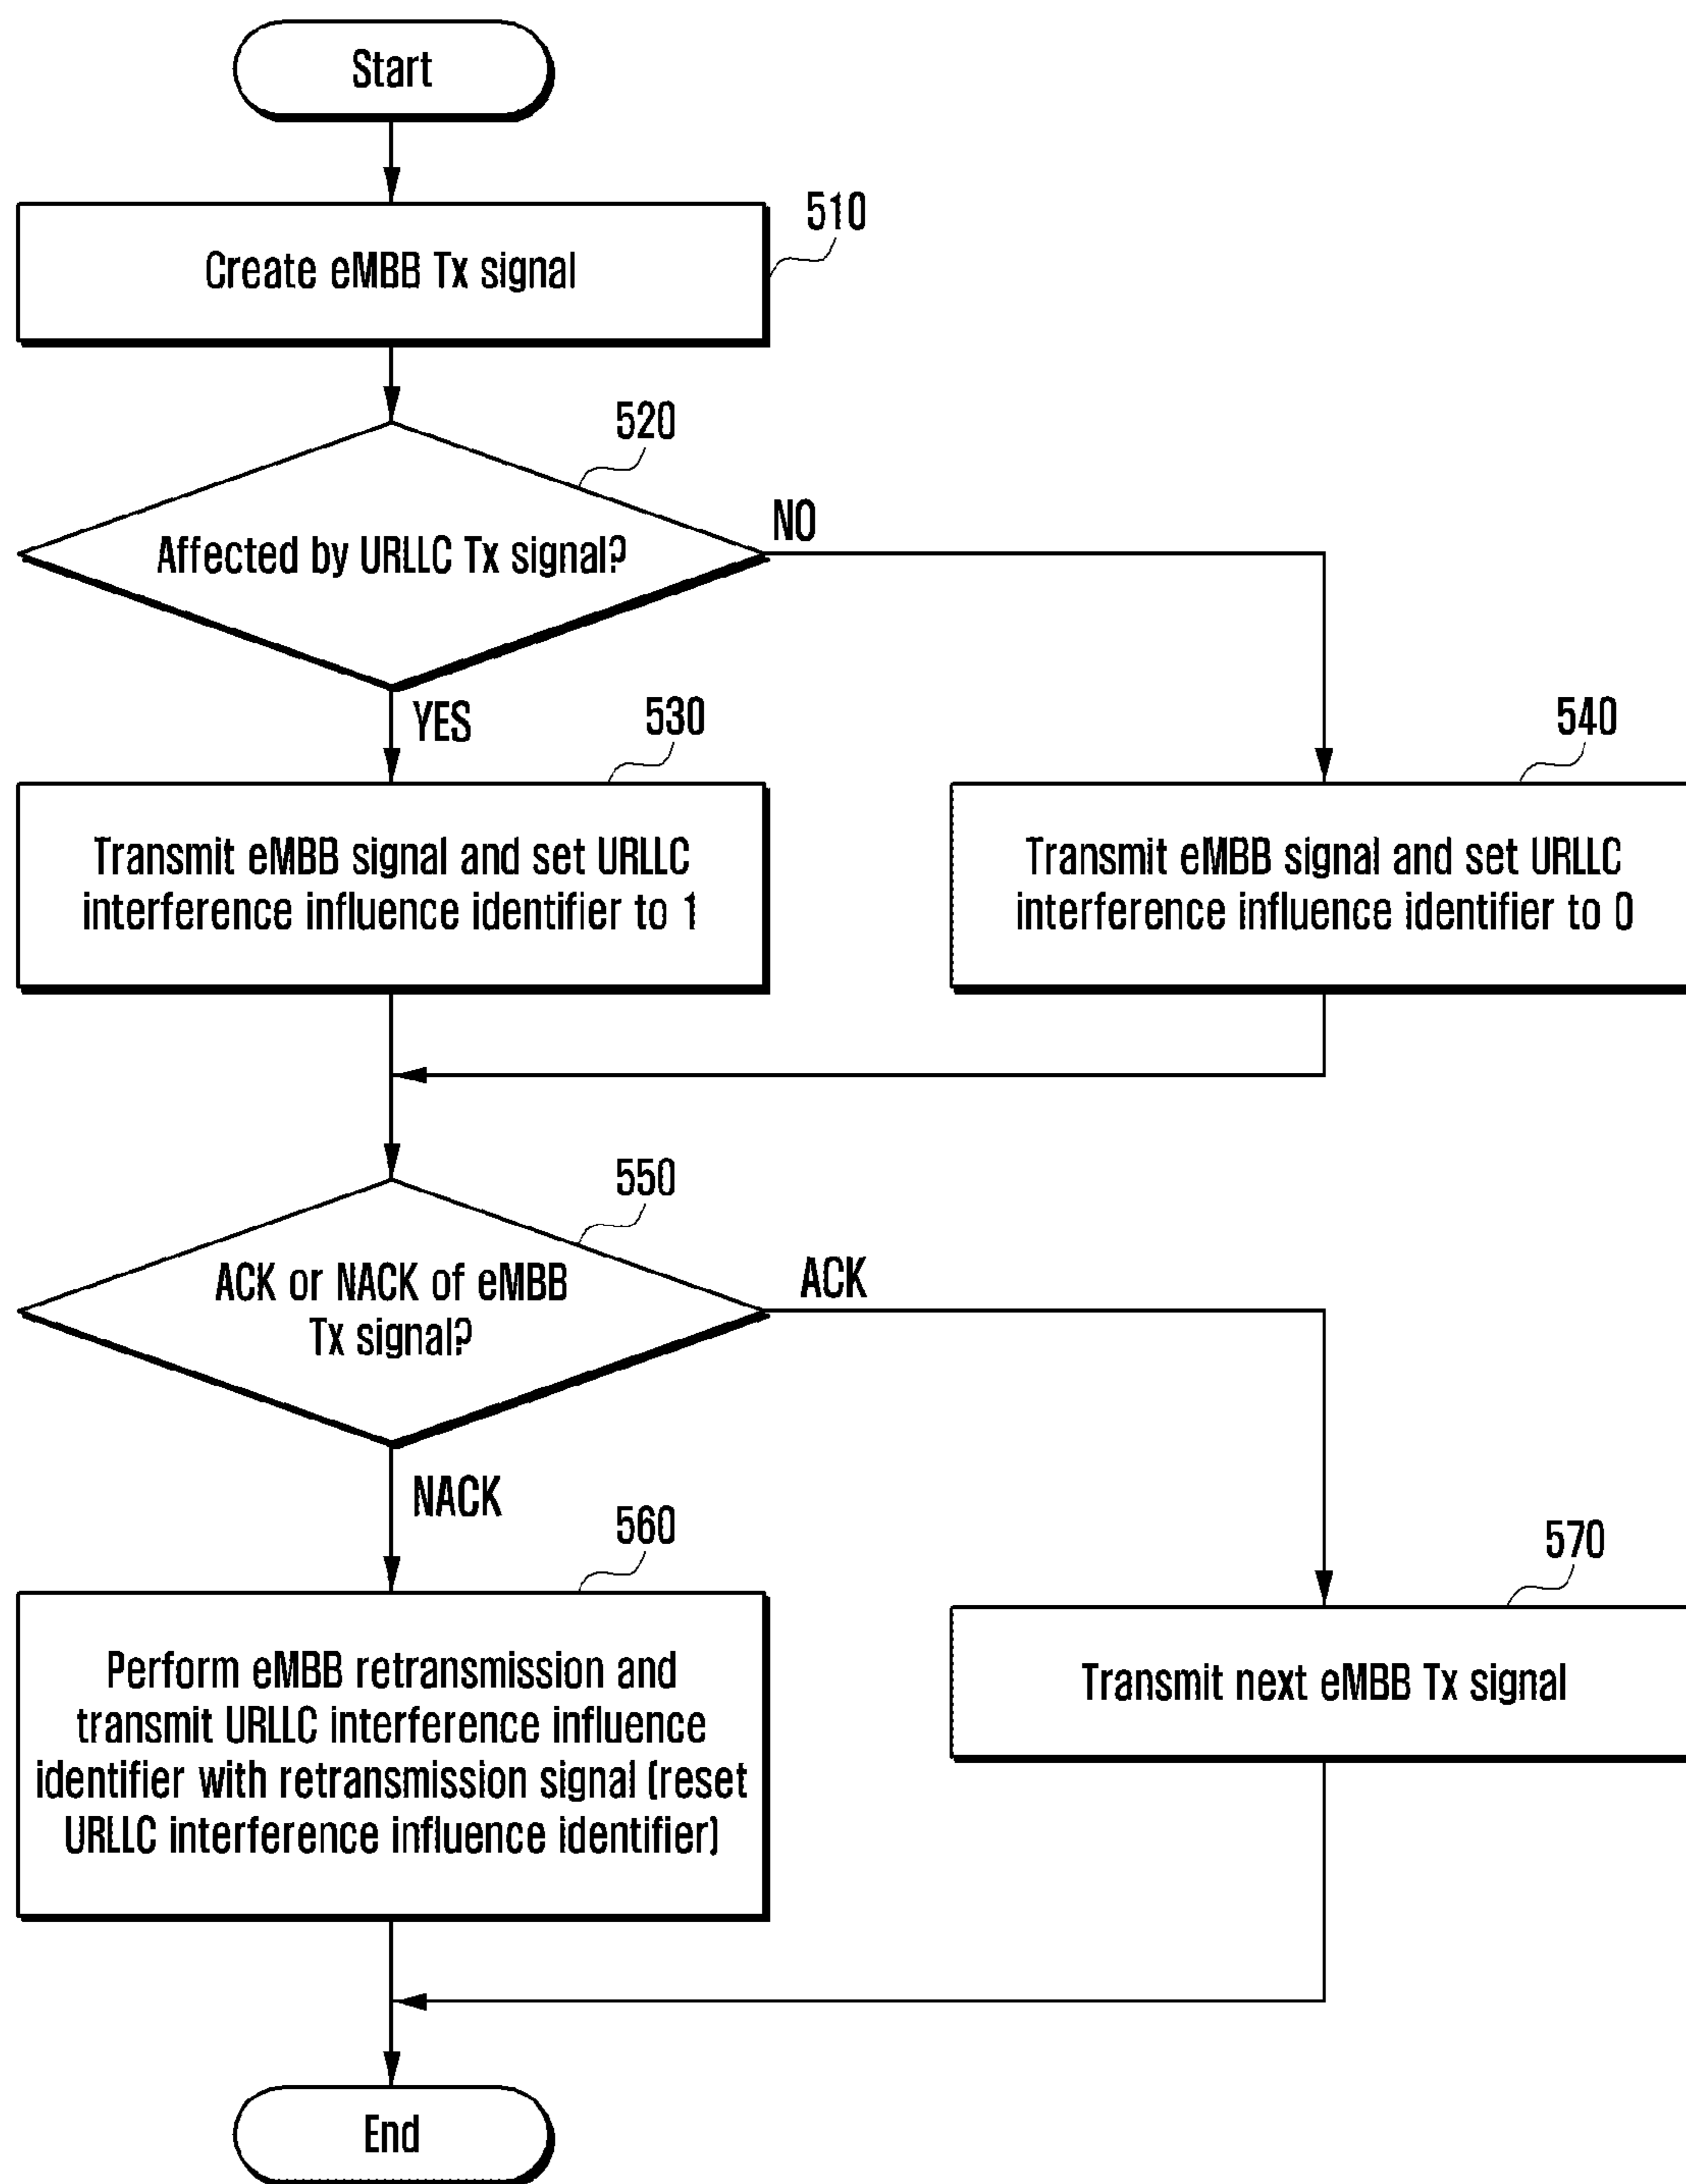 Start
510
Create eMBB Tx signal
520
Affected by URLLC Tx signal?
NO
YES
530
540
Transmit eMBB signal and set URLLC
interference influence identifier to 1
Transmit eMBB signal and set URLLC
interference influence identifier to 0
550
ACK or NACK of eMBB
Tx signal?
ACK
NACK
560
570
Perform eMBB retransmission and
transmit URLLC interference influence
identifier with retransmission signal (reset
URLLC interference influence identifier)
Transmit next eMBB Tx signal
End